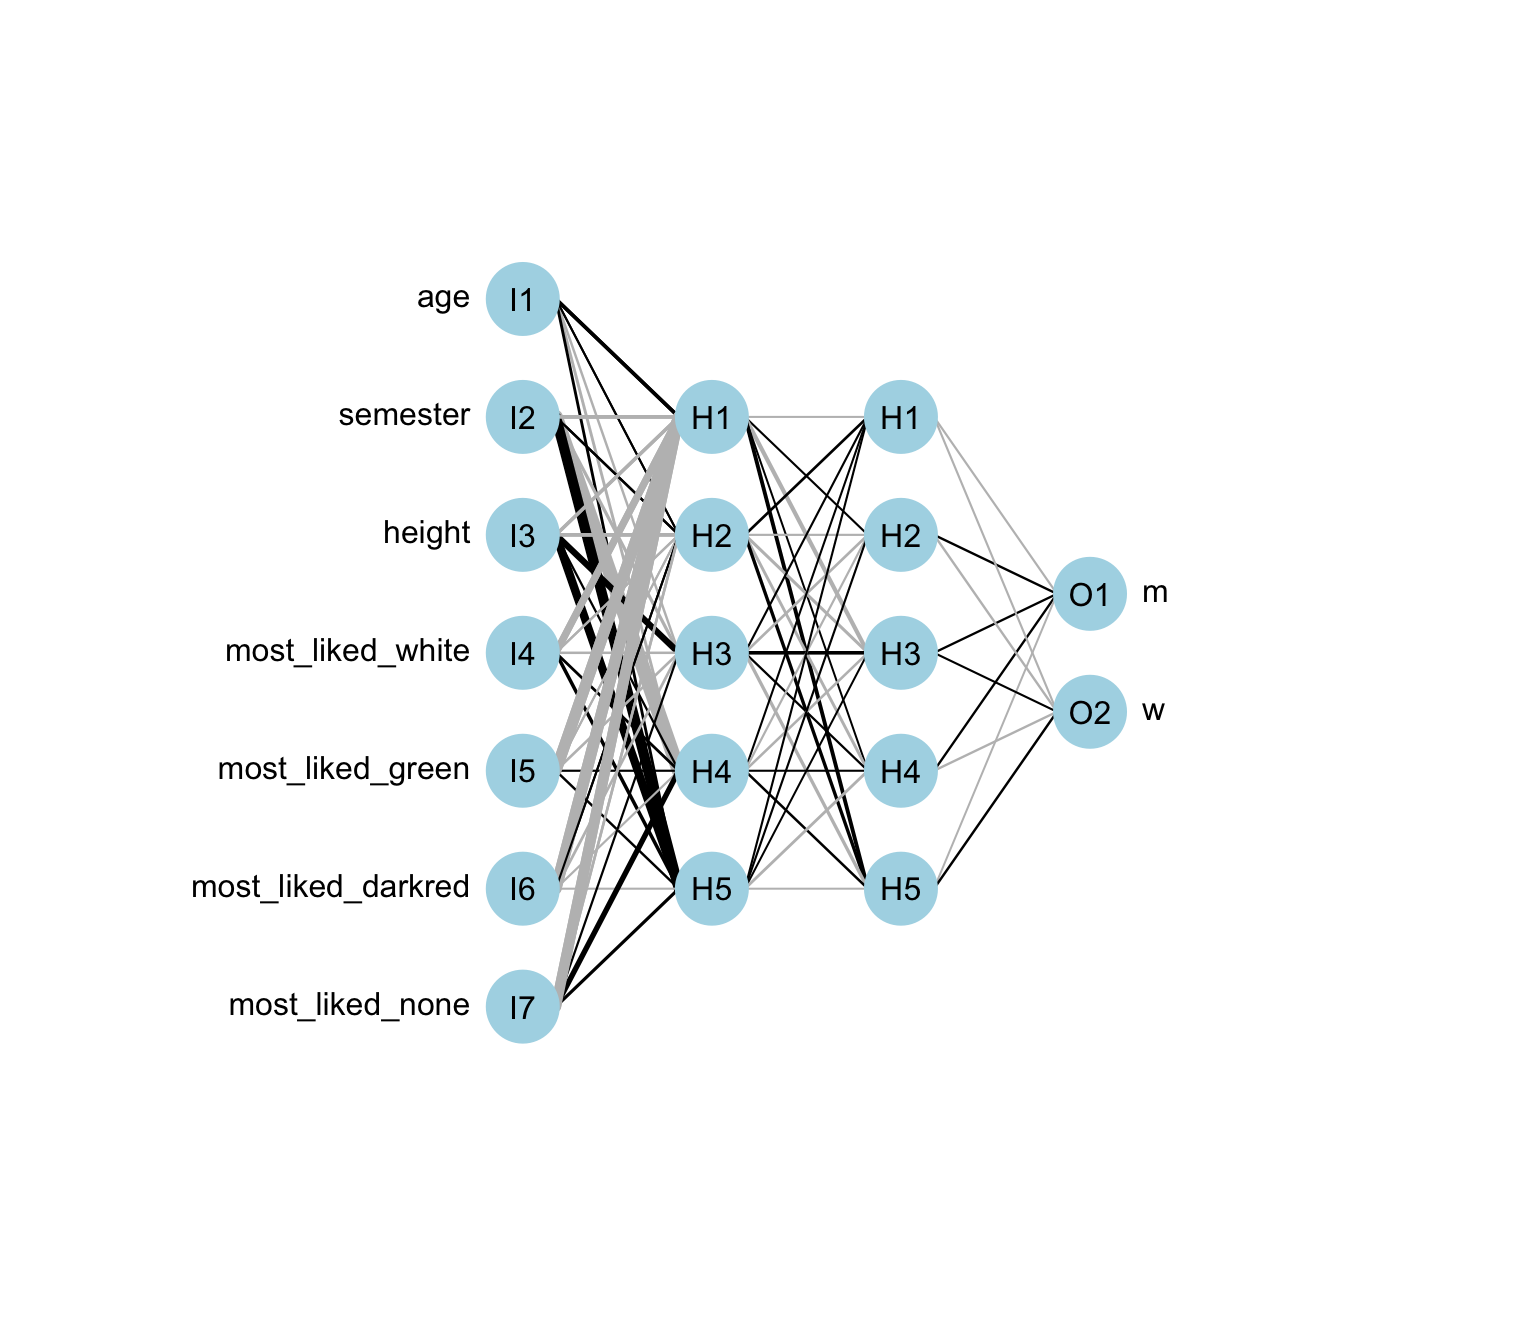 age
I1
semester
I2
H1
H1
height
I3
H2
H2
O1
m
most_liked_white
I4
H3
H3
O2
w
most_liked_green
I5
H4
H4
most_liked_darkred
I6
H5
H5
most_liked_none
I7